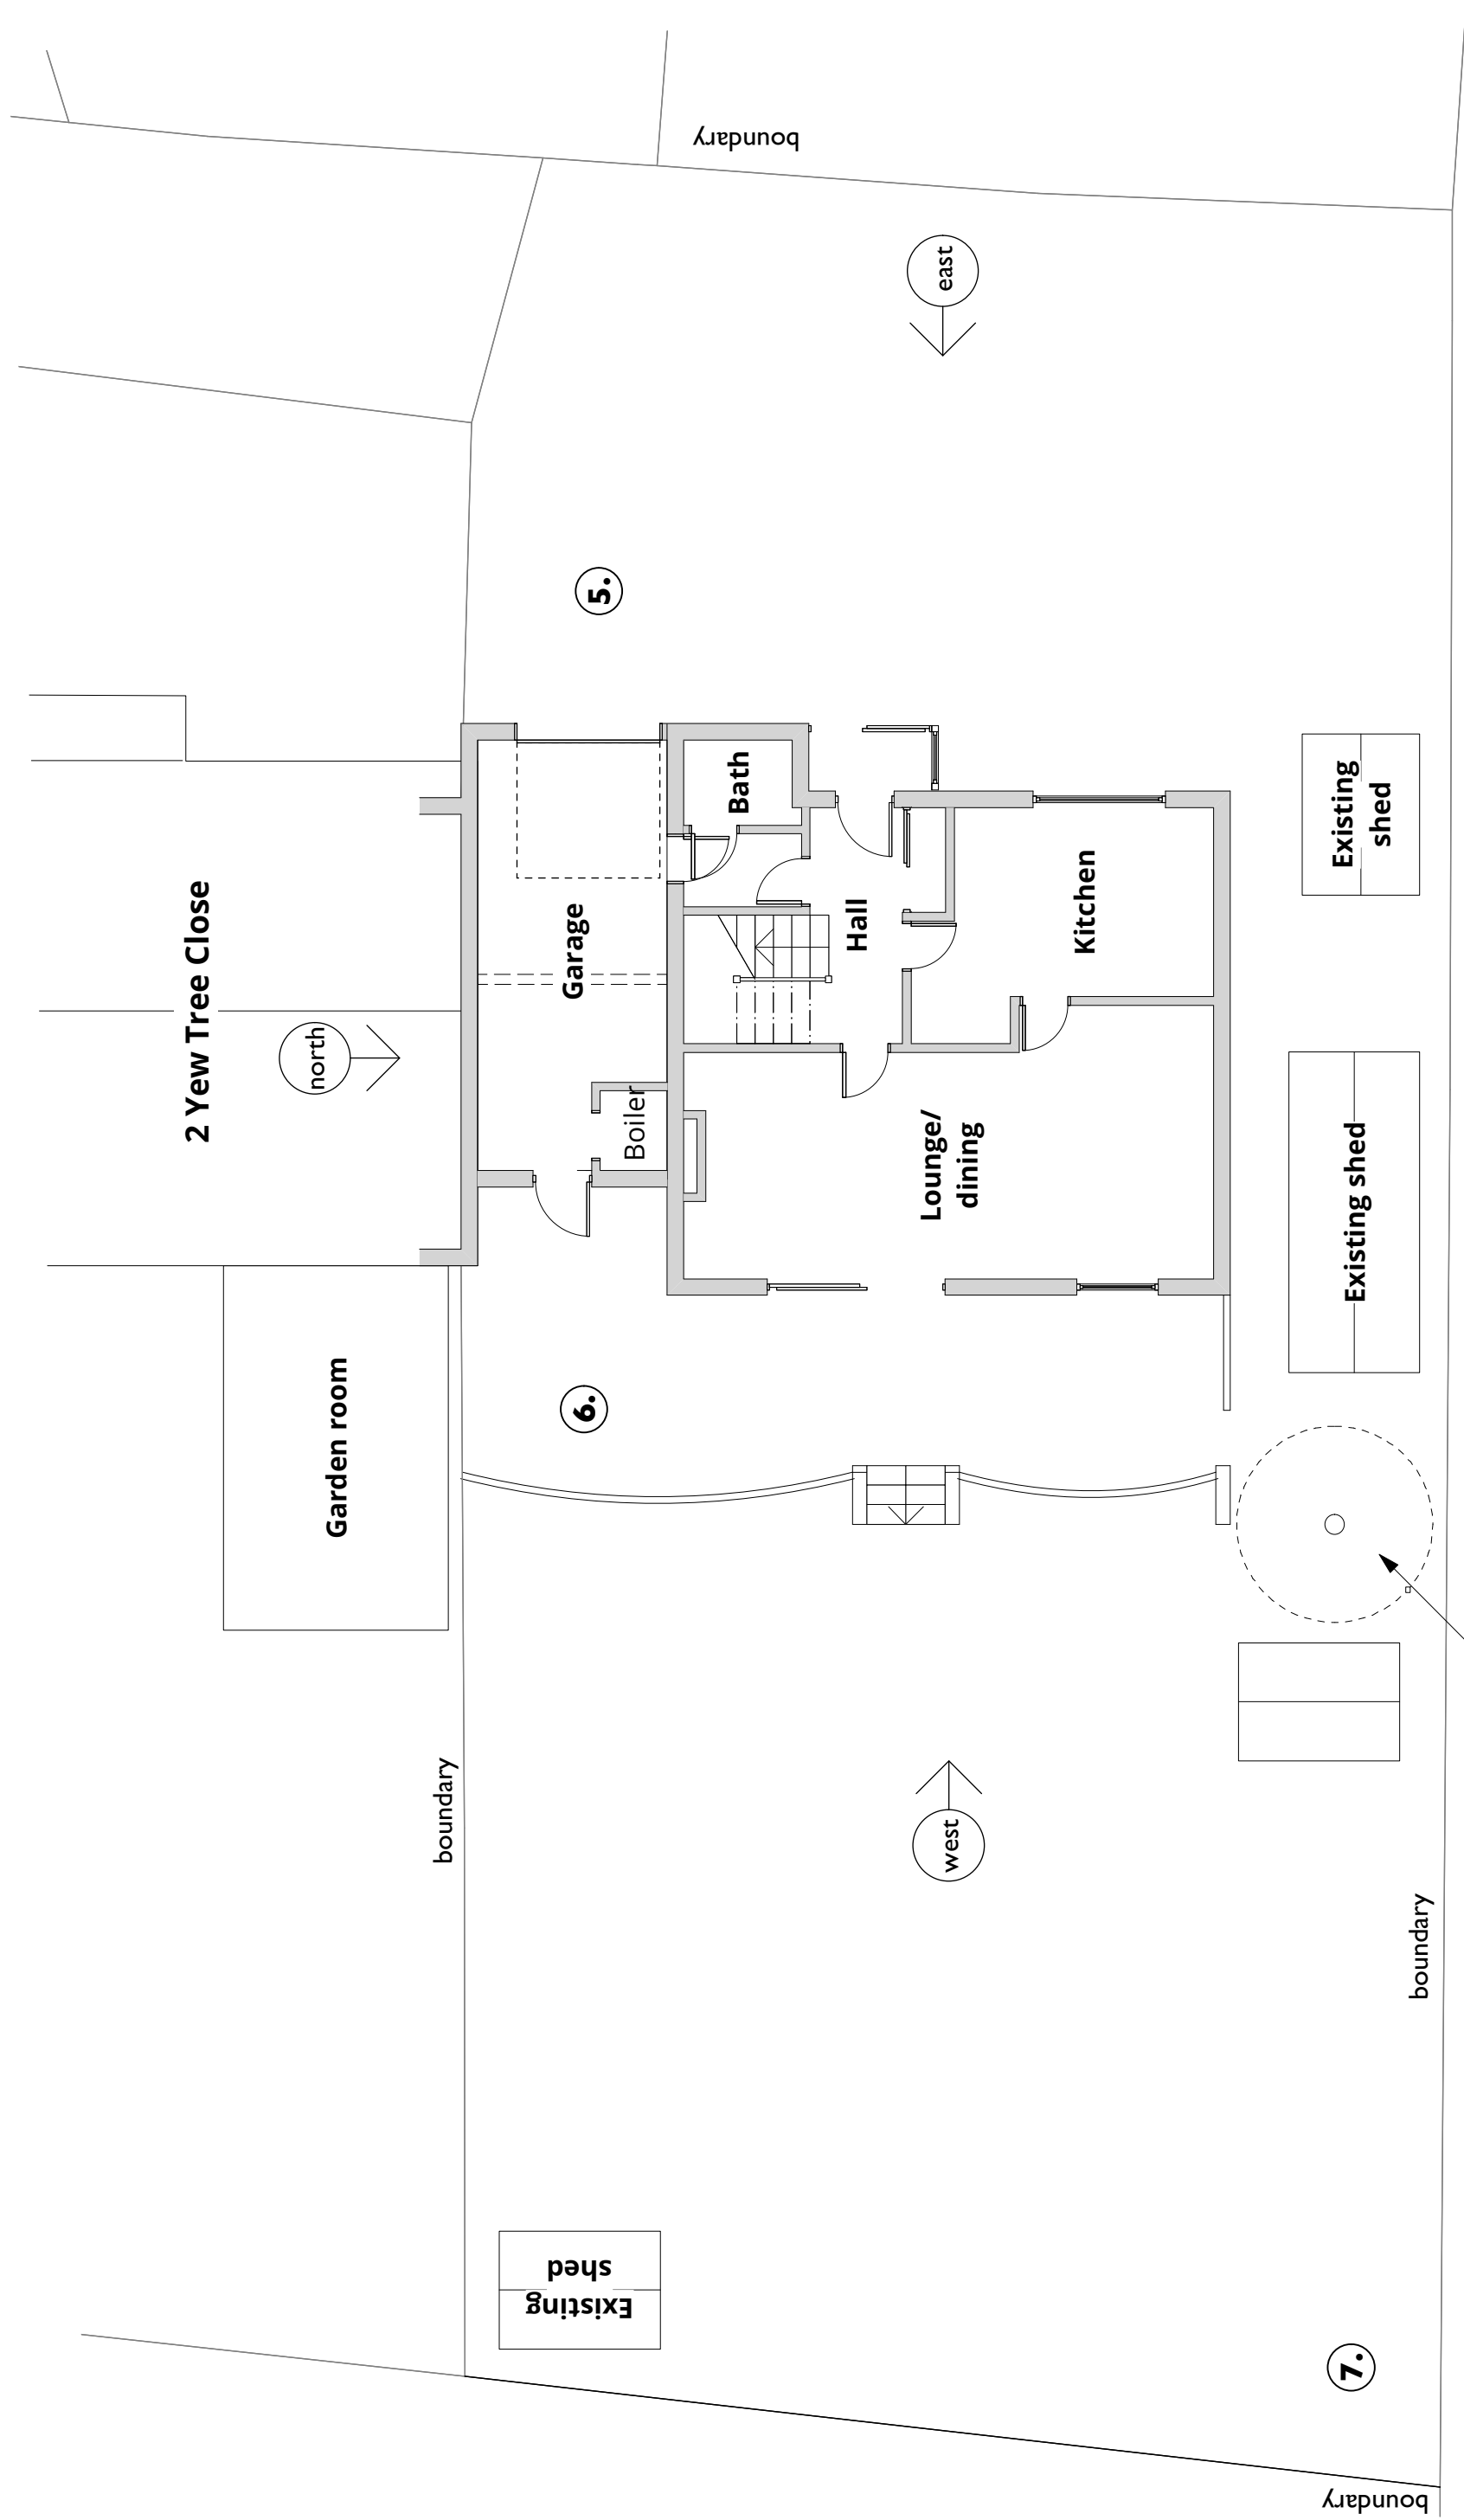 boundary
east
5.
2 Yew Tree Close
north
Garage
Bath
Hall
Kitchen
Boiler
Lounge/
dining
Existing
shed
Existing shed
Garden room
6.
west
boundary
boundary
Existing
shed
7.
boundary